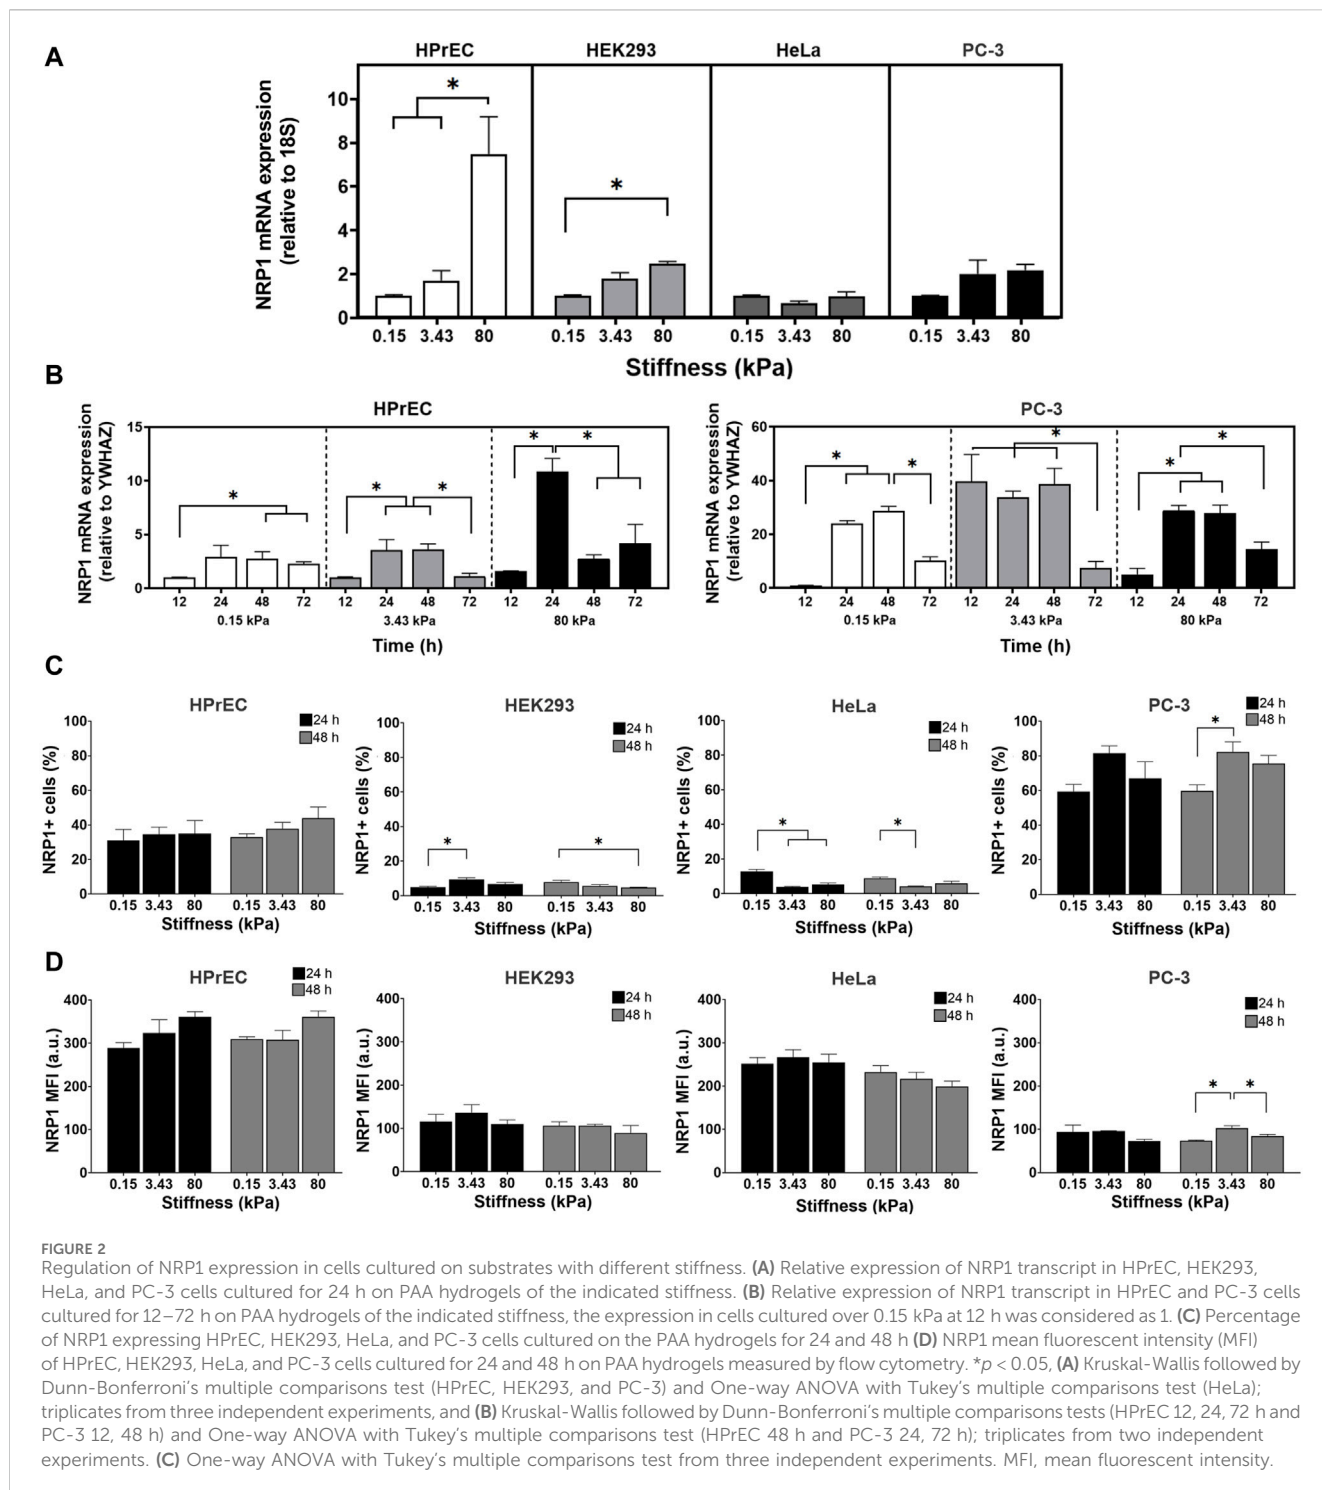 A
HPrEC
HEK293
HeLa
PC-3
NRP1 mRNA expression
(relative to 18S)
10
8
6
4
2
0
*
*
0.15 3.43 80
0.15 3.43 80
0.15 3.43 80
0.15 3.43 80
Stiffness (kPa)
B
HPrEC
NRP1 mRNA expression
(relative to YWHAZ)
15
10
5
0
*
*
*
*
*
12 24 48 72
0.15 kPa
12 24 48 72
3.43 kPa
12 24 48 72
80 kPa
Time (h)
PC-3
NRP1 mRNA expression
(relative to YWHAZ)
60
40
20
0
*
*
*
*
*
12 24 48 72
0.15 kPa
12 24 48 72
3.43 kPa
12 24 48 72
80 kPa
Time (h)
C
HPrEC
24 h
48 h
NRP1+ cells (%)
100
80
60
40
20
0
0.15 3.43 80
0.15 3.43 80
Stiffness (kPa)
HEK293
24 h
48 h
NRP1+ cells (%)
100
80
60
40
20
0
*
*
0.15 3.43 80
0.15 3.43 80
Stiffness (kPa)
HeLa
24 h
48 h
NRP1+ cells (%)
100
80
60
40
20
0
*
*
0.15 3.43 80
0.15 3.43 80
Stiffness (kPa)
PC-3
24 h
48 h
NRP1+ cells (%)
100
80
60
40
20
0
*
0.15 3.43 80
0.15 3.43 80
Stiffness (kPa)
D
HPrEC
24 h
48 h
NRP1 MFI (a.u.)
400
300
200
100
0
0.15 3.43 80
0.15 3.43 80
Stiffness (kPa)
HEK293
24 h
48 h
NRP1 MFI (a.u.)
400
300
200
100
0
0.15 3.43 80
0.15 3.43 80
Stiffness (kPa)
HeLa
24 h
48 h
NRP1 MFI (a.u.)
400
300
200
100
0
0.15 3.43 80
0.15 3.43 80
Stiffness (kPa)
PC-3
24 h
48 h
NRP1 MFI (a.u.)
400
300
200
100
0
*
*
0.15 3.43 80
0.15 3.43 80
Stiffness (kPa)
FIGURE 2
Regulation of NRP1 expression in cells cultured on substrates with different stiffness. (A) Relative expression of NRP1 transcript in HPrEC, HEK293,
HeLa, and PC-3 cells cultured for 24 h on PAA hydrogels of the indicated stiffness. (B) Relative expression of NRP1 transcript in HPrEC and PC-3 cells
cultured for 12–72 h on PAA hydrogels of the indicated stiffness, the expression in cells cultured over 0.15 kPa at 12 h was considered as 1. (C) Percentage
of NRP1 expressing HPrEC, HEK293, HeLa, and PC-3 cells cultured on the PAA hydrogels for 24 and 48 h (D) NRP1 mean fluorescent intensity (MFI)
of HPrEC, HEK293, HeLa, and PC-3 cells cultured for 24 and 48 h on PAA hydrogels measured by flow cytometry. *p < 0.05, (A) Kruskal-Wallis followed by
Dunn-Bonferroni's multiple comparisons test (HPrEC, HEK293, and PC-3) and One-way ANOVA with Tukey's multiple comparisons test (HeLa);
triplicates from three independent experiments, and (B) Kruskal-Wallis followed by Dunn-Bonferroni's multiple comparisons tests (HPrEC 12, 24, 72 h and
PC-3 12, 48 h) and One-way ANOVA with Tukey's multiple comparisons test (HPrEC 48 h and PC-3 24, 72 h); triplicates from two independent
experiments. (C) One-way ANOVA with Tukey's multiple comparisons test from three independent experiments. MFI, mean fluorescent intensity.